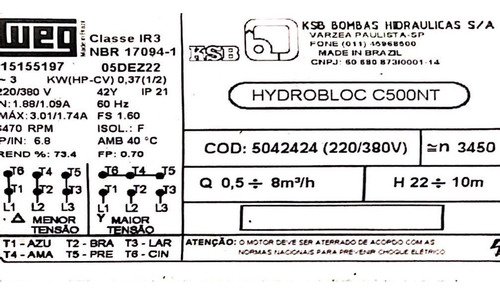 WEG
Classe IR3
NBR 17094-1
15155197 05DEZ22
~ 3 KW(HP-CV) 0,37(1/2)
220/380 V 42Y IP 21
N: 1.88/1.09A 60 Hz
MÁX: 3.01/1.74A FS 1.60
3470 RPM ISOL.: F
P/IN: 6.8 AMB 40 °C
REND %: 73.4 FP: 0.70
T6 T4 T5 T6 T4 T5
T1 T2 T3 T1 T2 T3
L1 L2 L3 L1 L2 L3
Δ MENOR TENSÃO Y MAIOR TENSÃO
T1 - AZU T2 - BRA T3 - LAR
T4 - AMA T5 - PRE T6 - CIN
KSB
KSB BOMBAS HIDRAULICAS S/A
VARZEA PAULISTA-SP
FONE (011) 45968500
MADE IN BRAZIL
CNPJ: 60 680 873/0001-14
HYDROBLOC C500NT
COD: 5042424 (220/380V) ≅n 3450
Q 0,5 ÷ 8m³/h H 22 ÷ 10m
ATENÇÃO: O MOTOR DEVE SER ATERRADO DE ACORDO COM AS
NORMAS NACIONAIS PARA PREVENIR CHOQUE ELÉTRICO